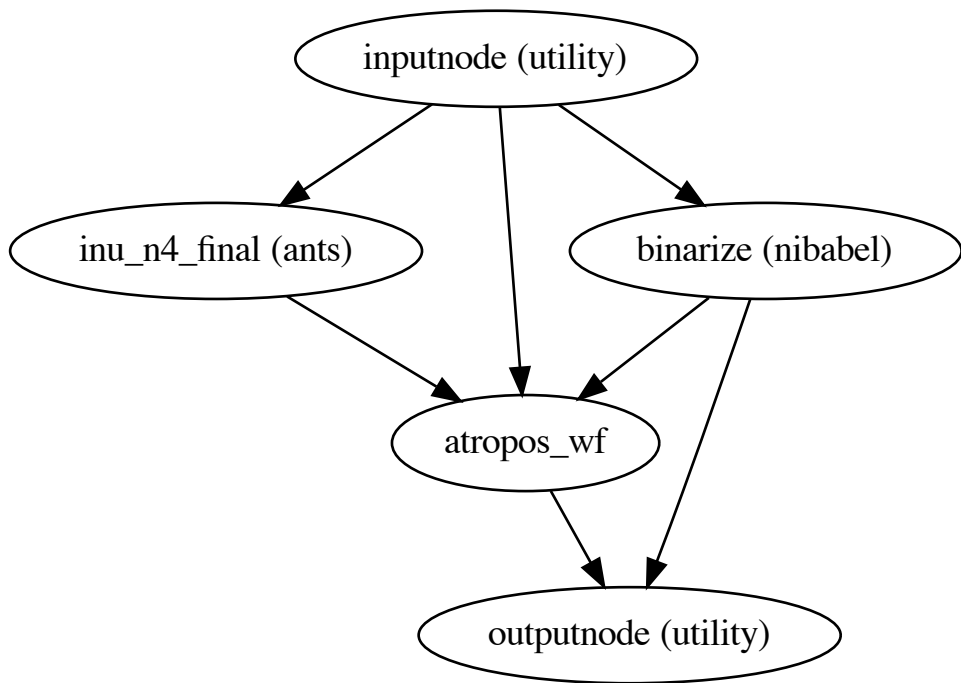 inputnode (utility)
inu_n4_final (ants)
binarize (nibabel)
atropos_wf
outputnode (utility)